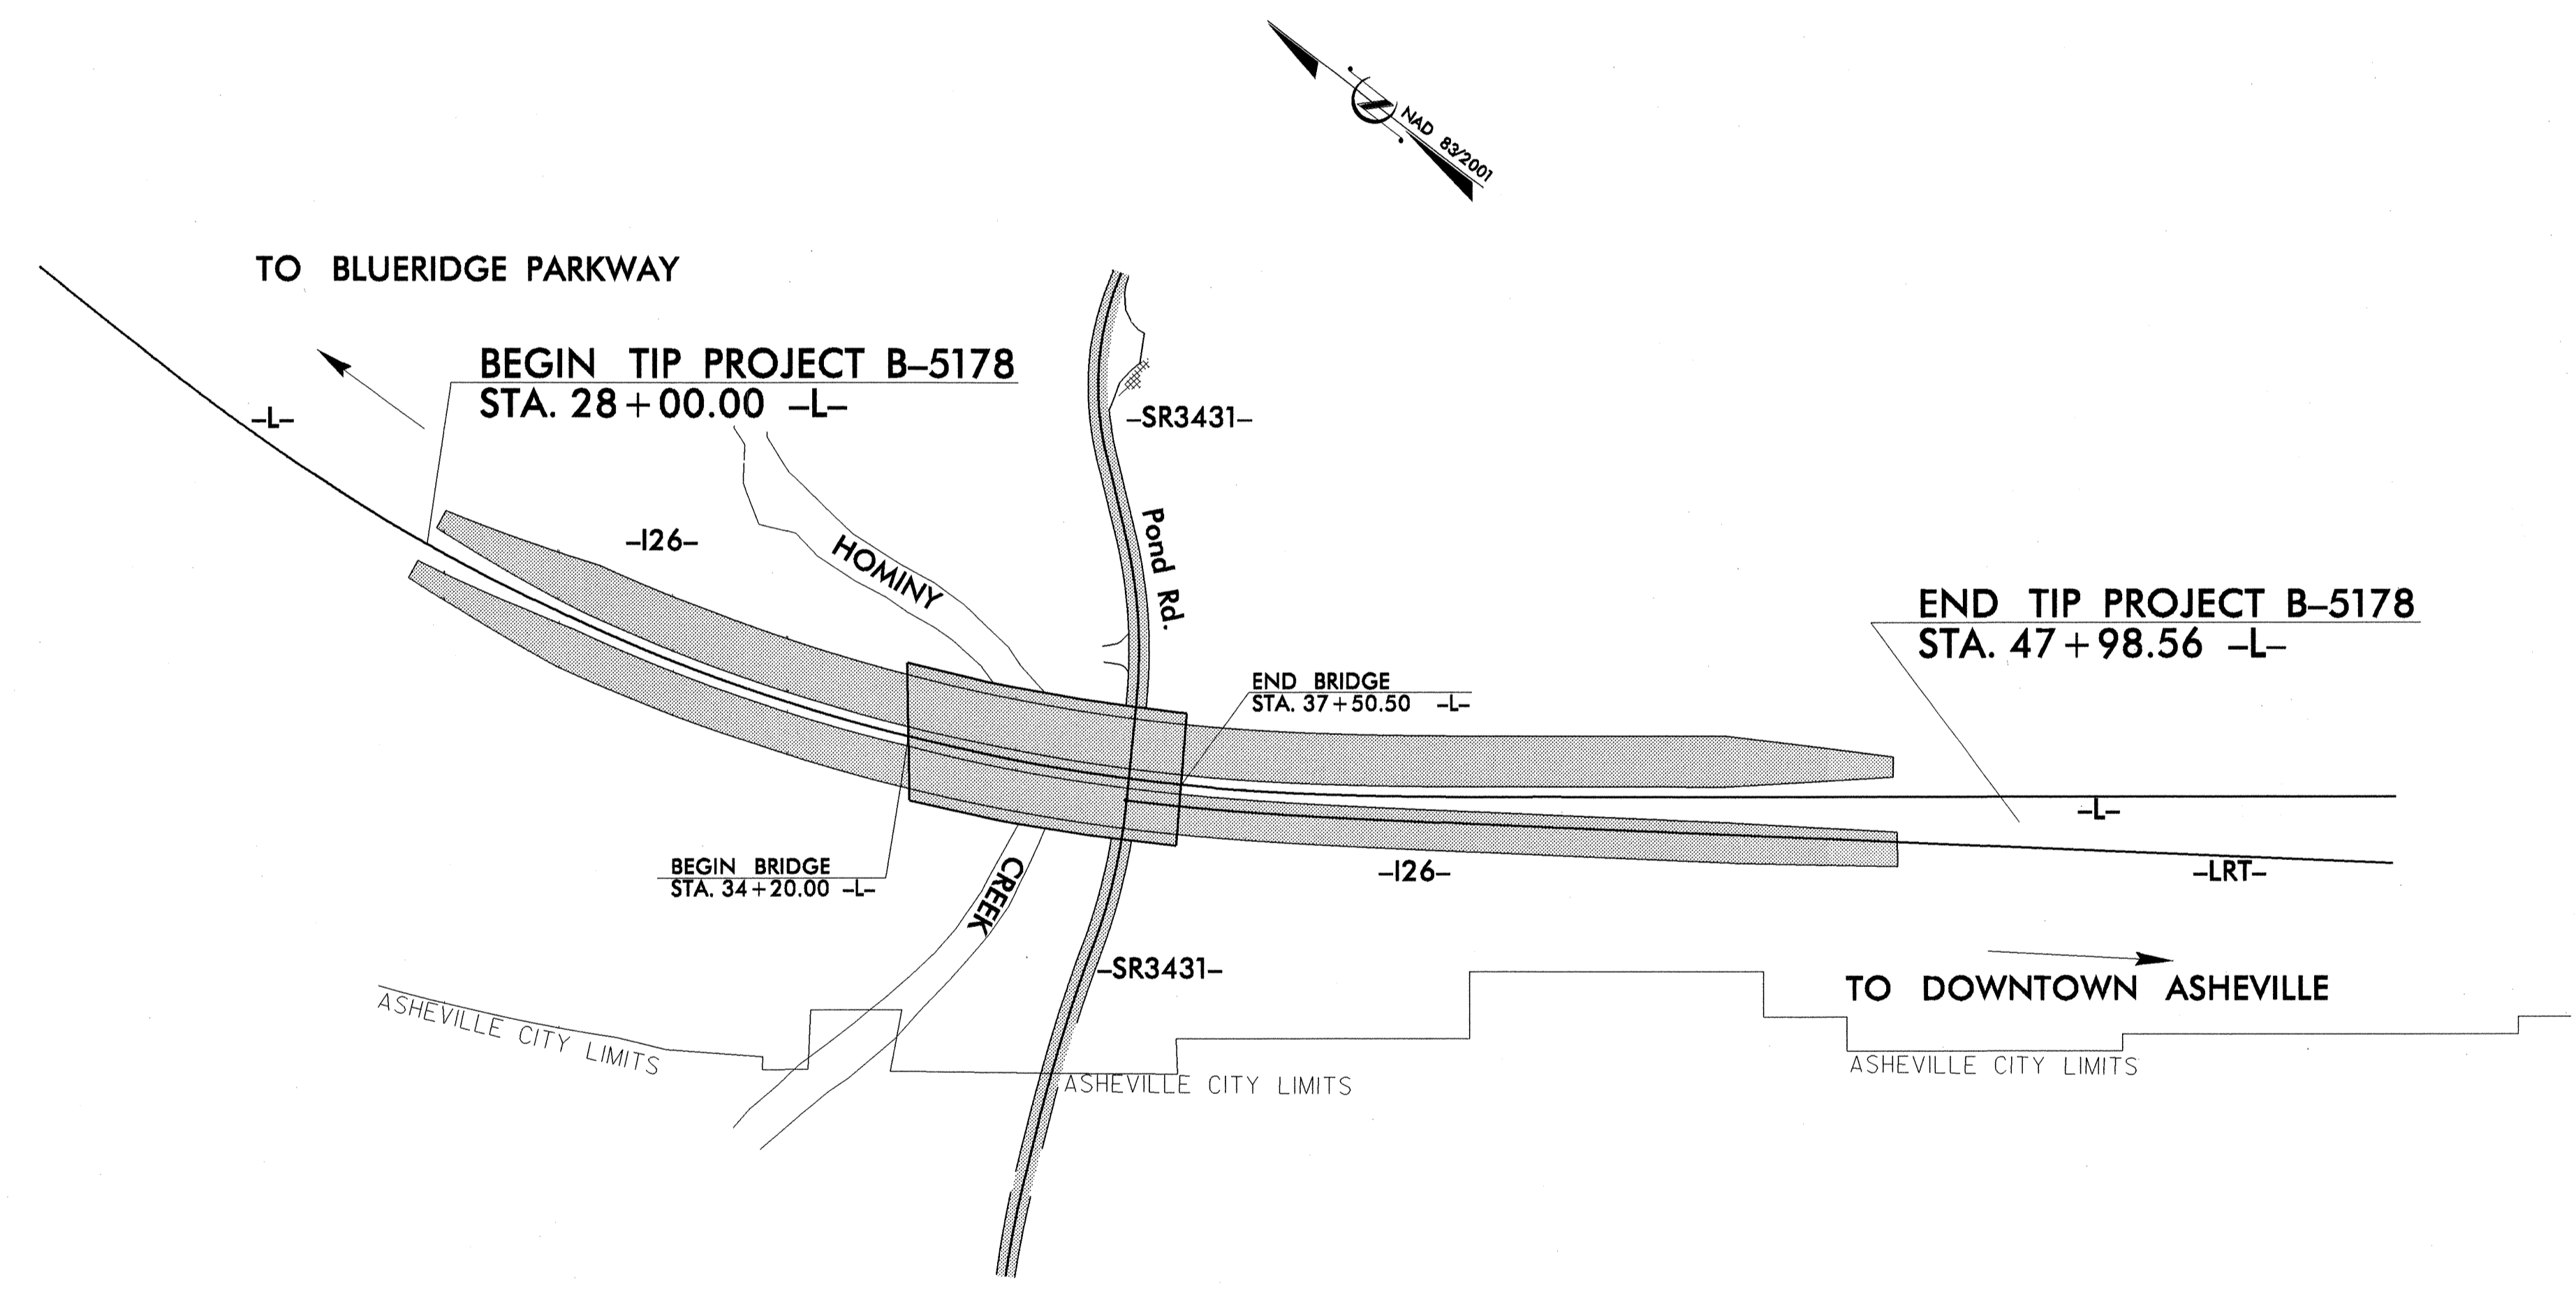 NAD 83/2001
TO BLUERIDGE PARKWAY
BEGIN TIP PROJECT B–5178
STA. 28+00.00 –L–
–L–
–SR3431–
–I26–
HOMINY
Pond Rd.
END TIP PROJECT B–5178
STA. 47+98.56 –L–
END BRIDGE
STA. 37+50.50 –L–
–L–
BEGIN BRIDGE
STA. 34+20.00 –L–
CREEK
–I26–
–LRT–
–SR3431–
TO DOWNTOWN ASHEVILLE
ASHEVILLE CITY LIMITS
ASHEVILLE CITY LIMITS
ASHEVILLE CITY LIMITS